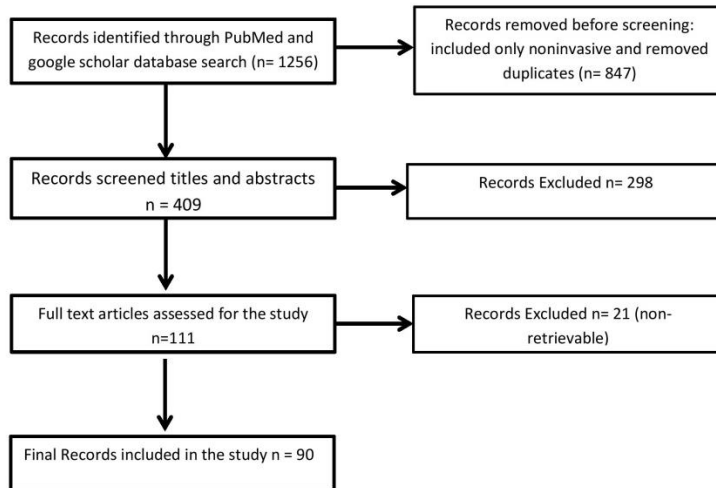 Records identified through PubMed and
google scholar database search (n= 1256)
Records removed before screening:
included only noninvasive and removed
duplicates (n= 847)
Records screened titles and abstracts
n = 409
Records Excluded n= 298
Full text articles assessed for the study
n=111
Records Excluded n= 21 (non-
retrievable)
Final Records included in the study n = 90